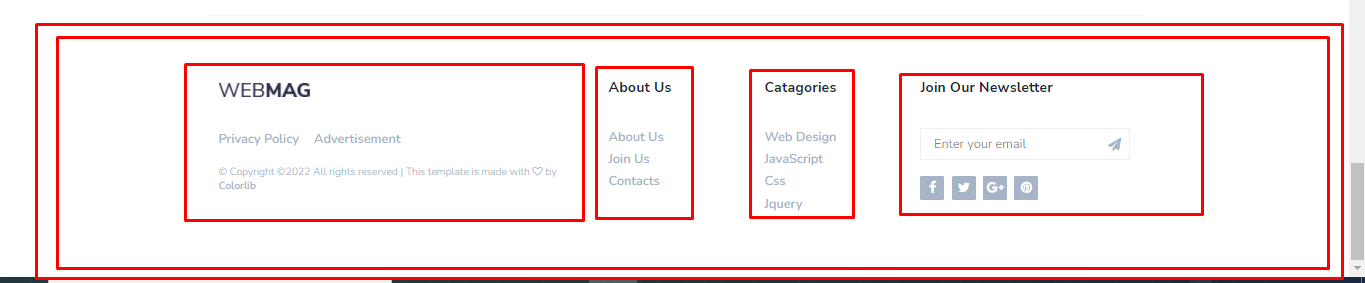 WEBMAG
Privacy Policy Advertisement
© Copyright ©2022 All rights reserved | This template is made with ♡ by
Colorlib
About Us
About Us
Join Us
Contacts
Catagories
Web Design
JavaScript
Css
Jquery
Join Our Newsletter
Enter your email
f G+